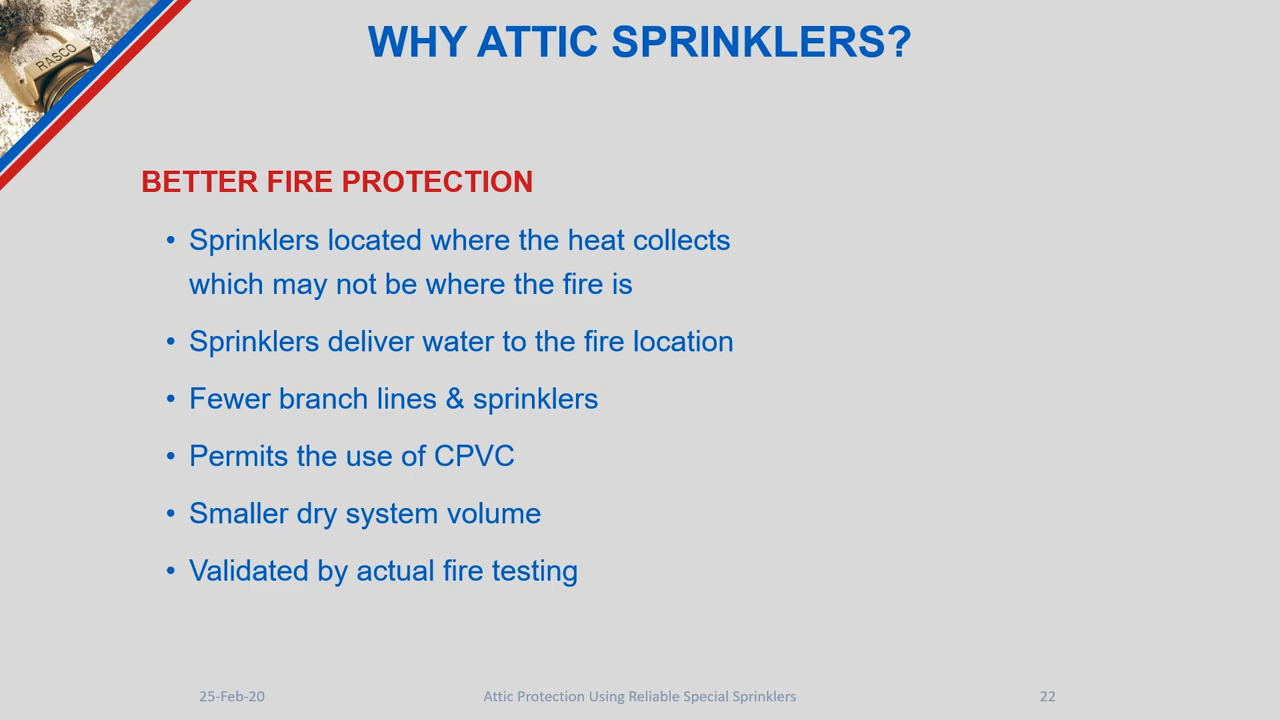 RASCO
WHY ATTIC SPRINKLERS?
BETTER FIRE PROTECTION
• Sprinklers located where the heat collects
which may not be where the fire is
• Sprinklers deliver water to the fire location
• Fewer branch lines & sprinklers
• Permits the use of CPVC
• Smaller dry system volume
• Validated by actual fire testing
25-Feb-20
Attic Protection Using Reliable Special Sprinklers
22